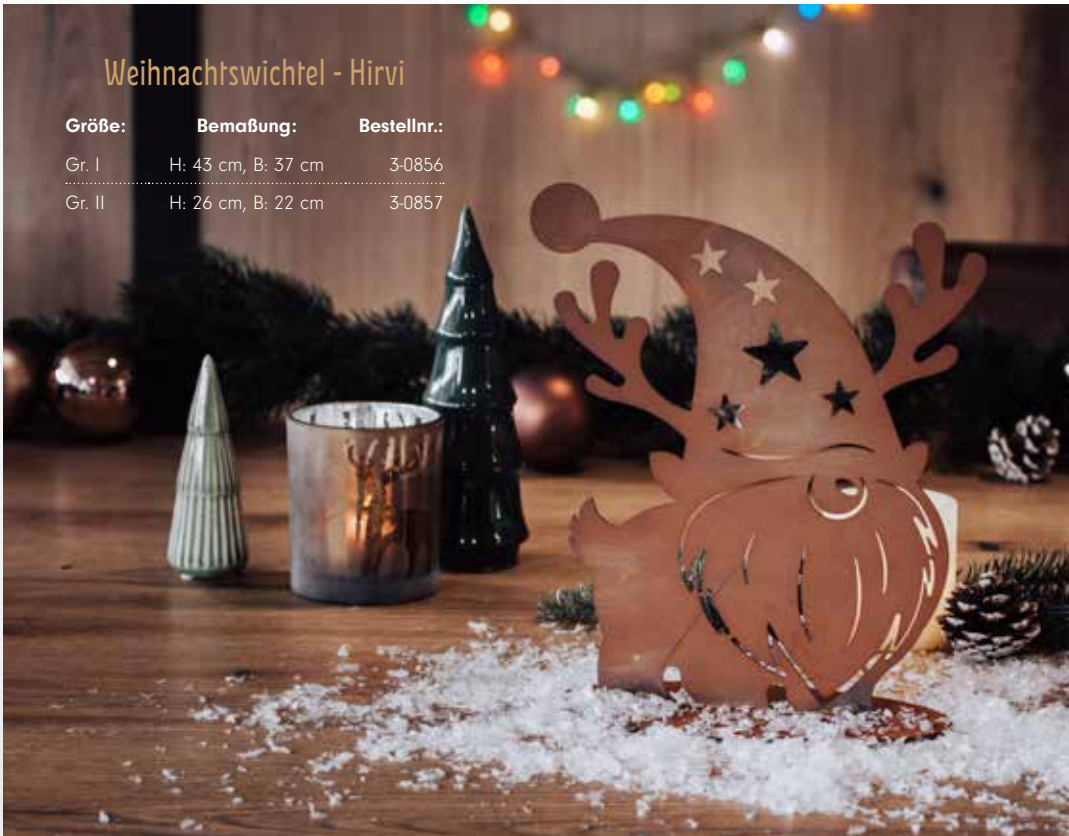 Weihnachtswichtel - Hirvi
Größe: Bemaßung: Bestellnr.:
Gr. I H: 43 cm, B: 37 cm 3-0856
Gr. II H: 26 cm, B: 22 cm 3-0857